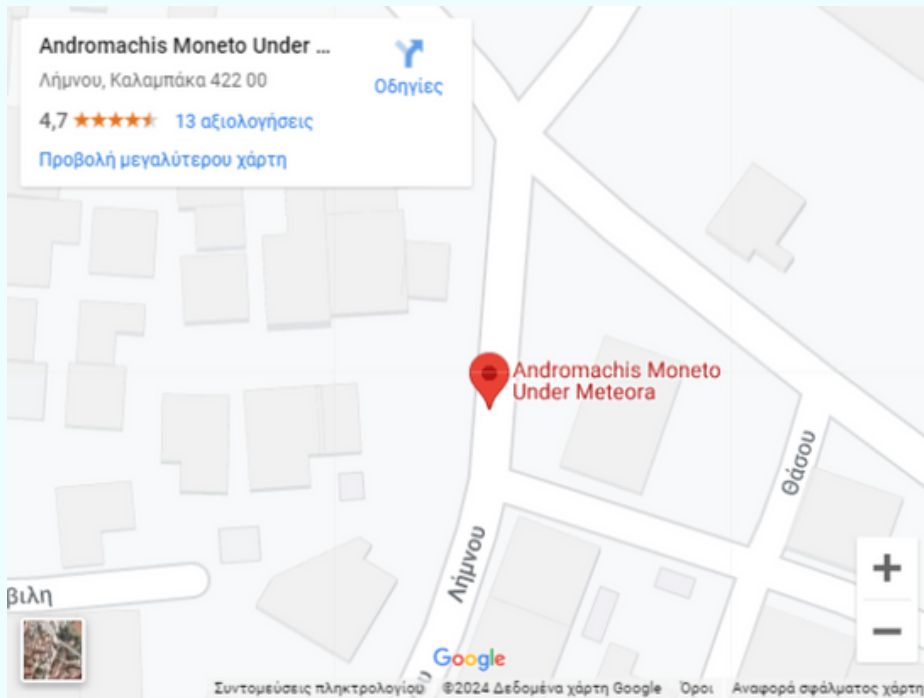 Andromachis Moneto Under ...
Λήμνου, Καλαμπάκα 422 00
4,7 13 αξιολογήσεις
Προβολή μεγαλύτερου χάρτη
Οδηγίες
Andromachis Moneto
Under Meteora
Θάσου
Λήμνου
βιλη
Google
Συντομεύσεις πληκτρολογίου ©2024 Δεδομένα χάρτη Google Όροι Αναφορά σφάλματος χάρτη